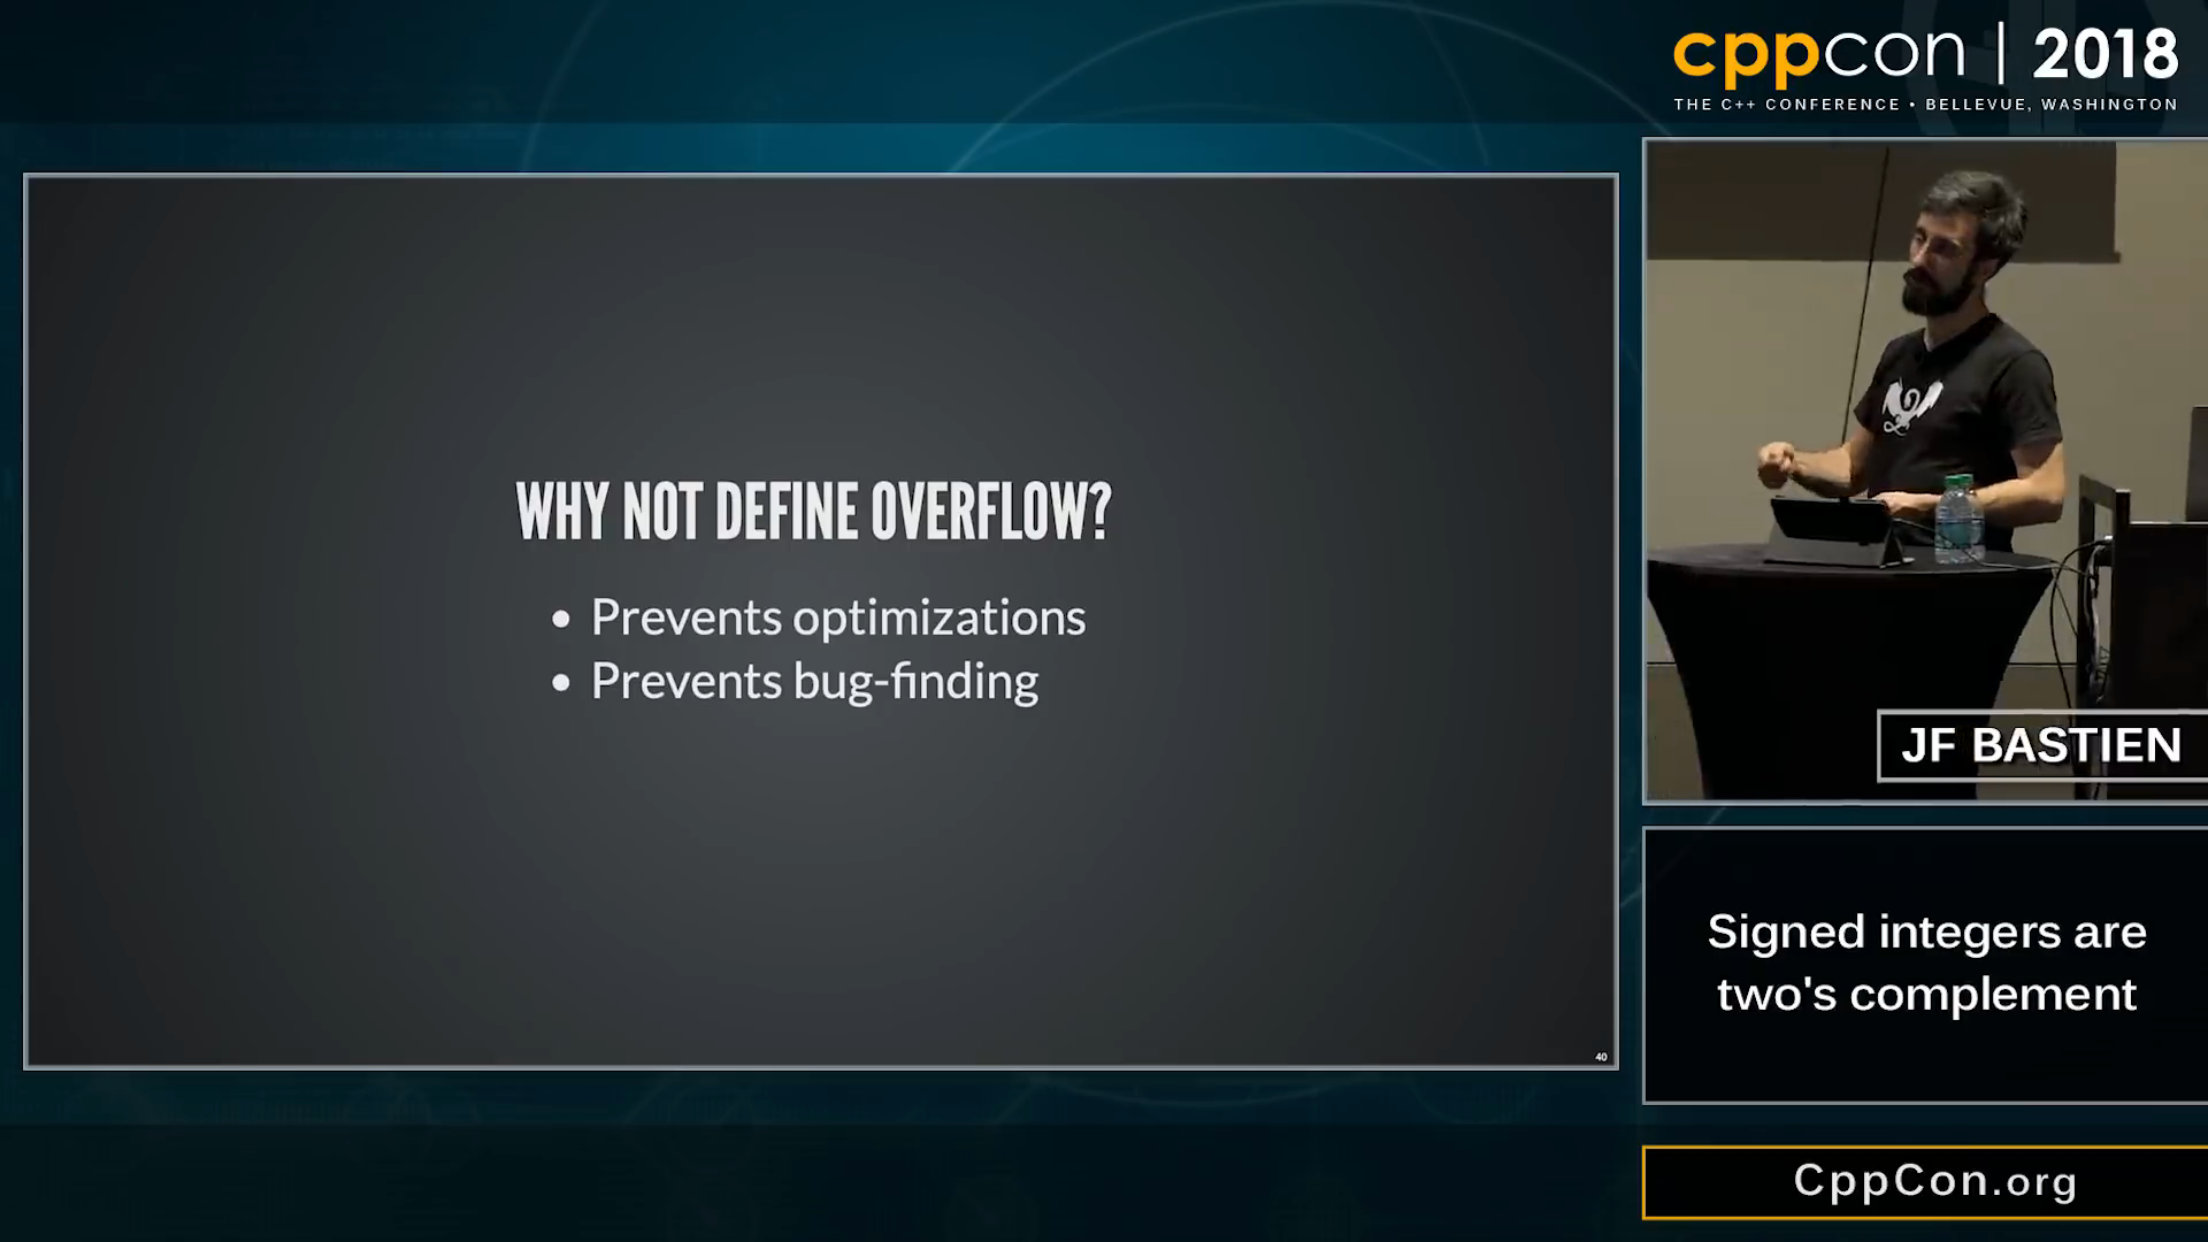 cppcon | 2018
THE C++ CONFERENCE • BELLEVUE, WASHINGTON
WHY NOT DEFINE OVERFLOW?
• Prevents optimizations
• Prevents bug-finding
40
JF BASTIEN
Signed integers are
two's complement
CppCon.org